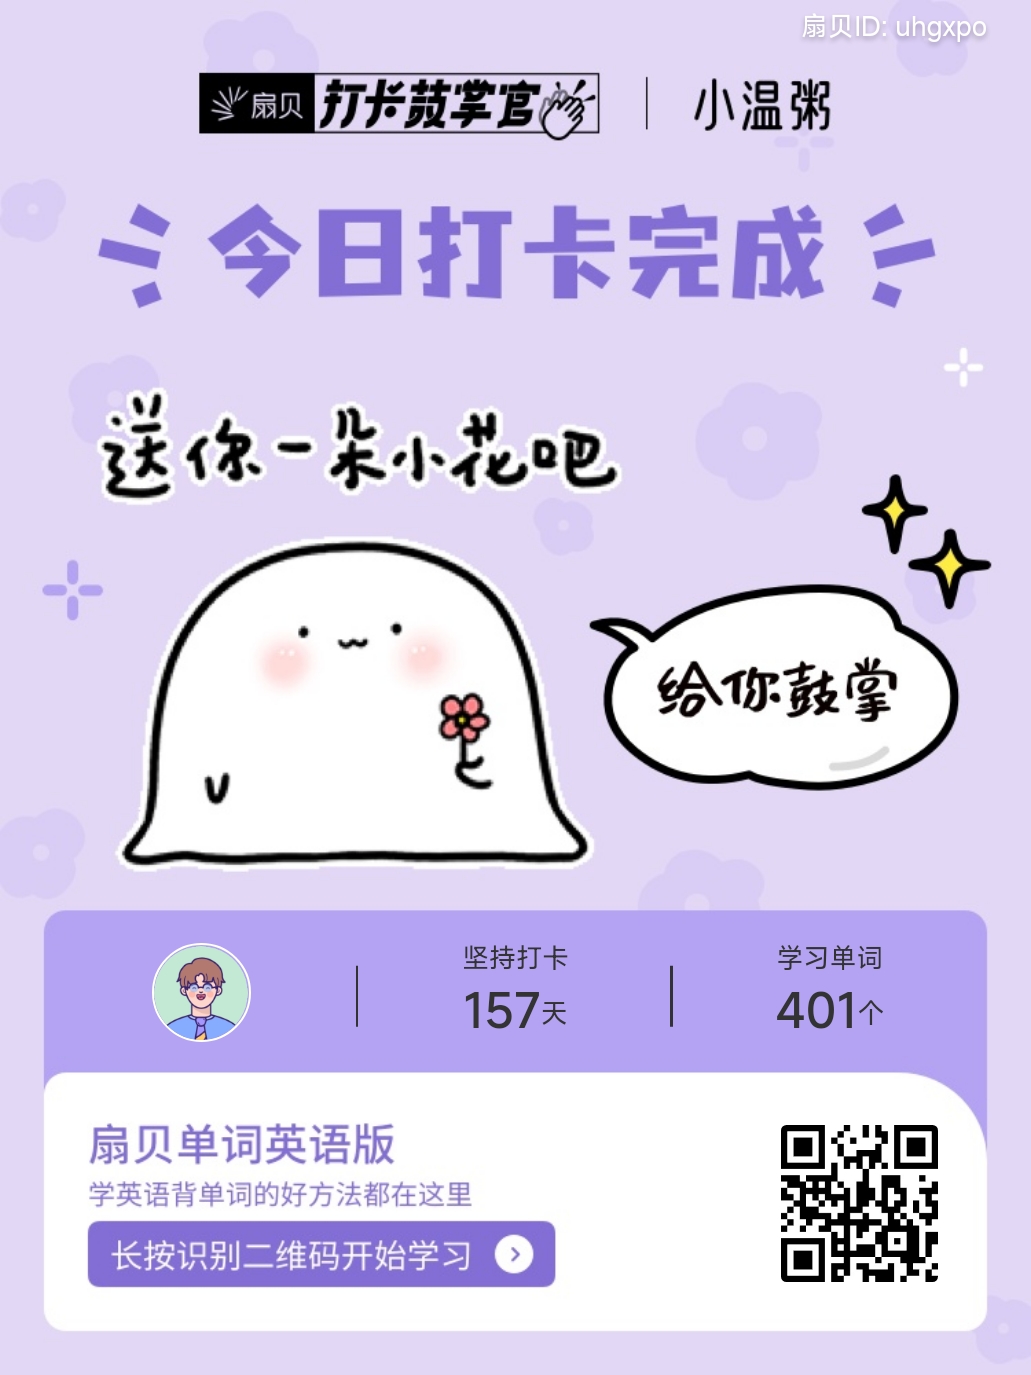 扇贝ID: uhgxpo
扇贝 打卡鼓掌官 小温粥
今日打卡完成
送你一朵小花吧
给你鼓掌
坚持打卡 学习单词
157天 401个
扇贝单词英语版
学英语背单词的好方法都在这里
长按识别二维码开始学习